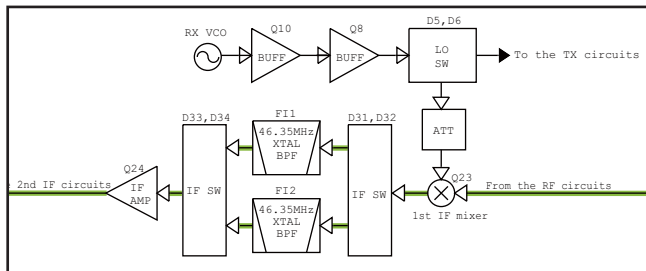 RX VCO
Q10
BUFF
Q8
BUFF
D5,D6
LO
SW
To the TX circuits
ATT
D33,D34
FI1
46.35MHz
XTAL
BPF
D31,D32
Q24
IF
AMP
2nd IF circuits
IF SW
FI2
46.35MHz
XTAL
BPF
IF SW
Q23
From the RF circuits
1st IF mixer